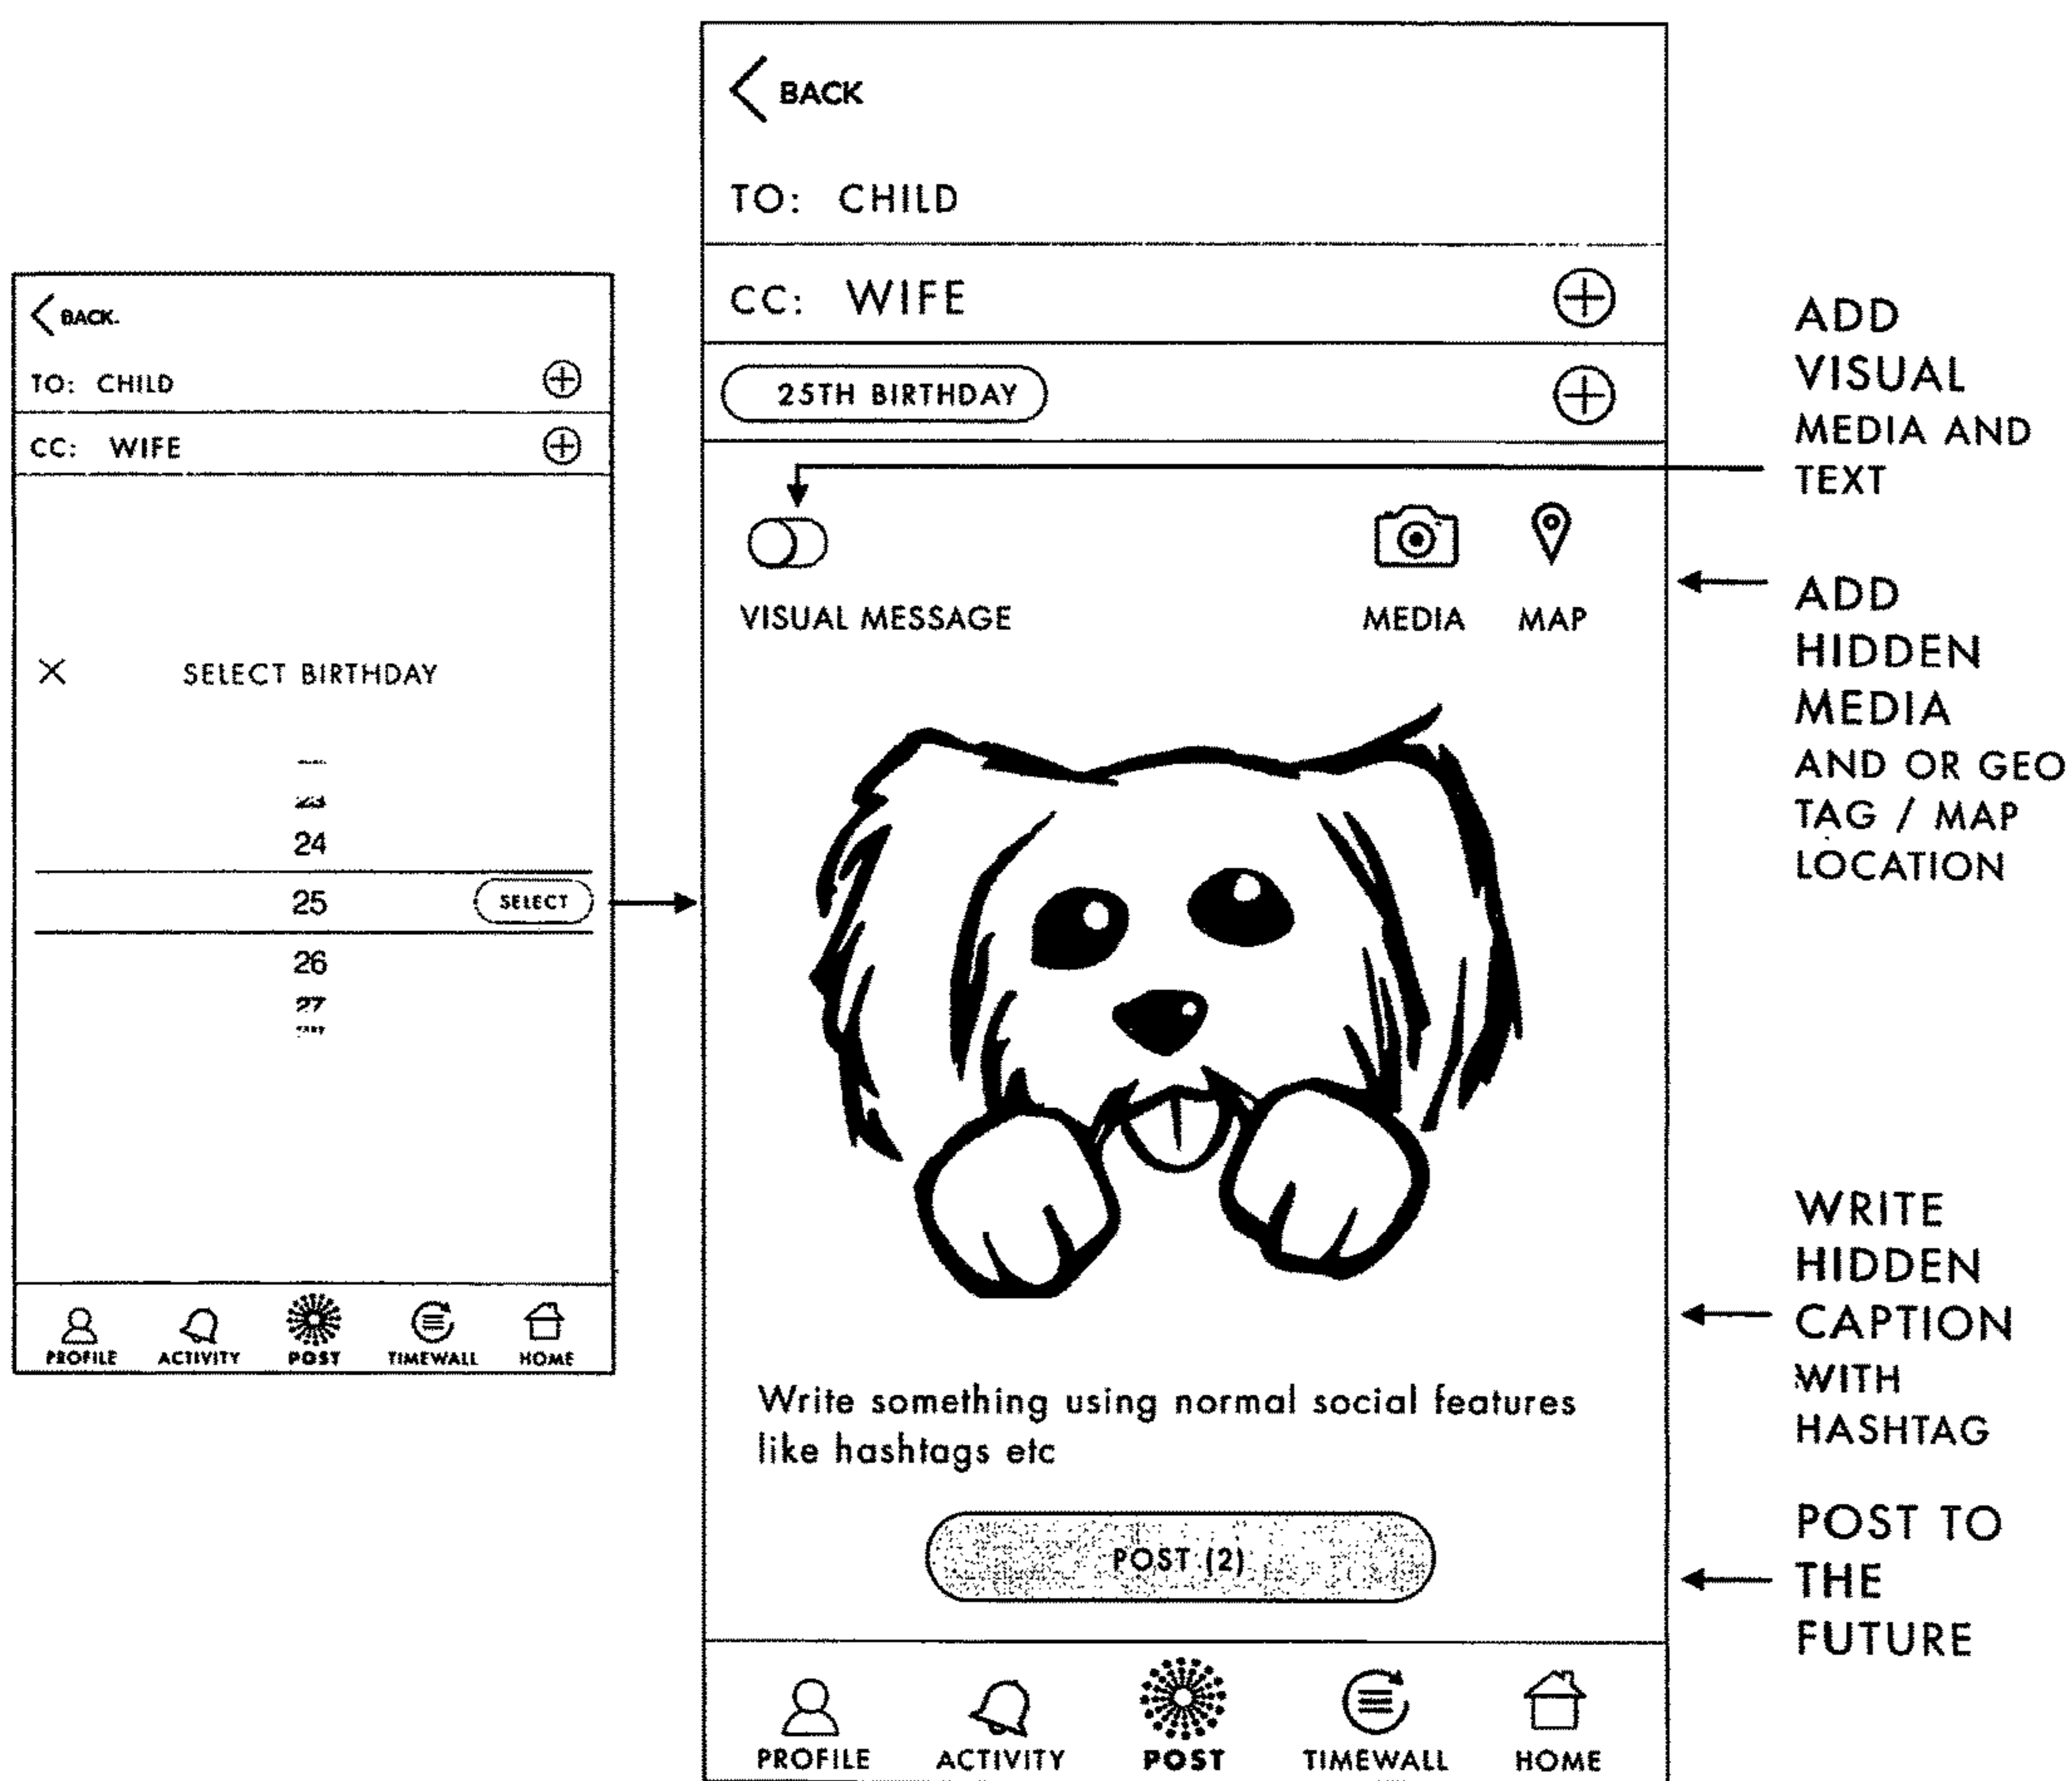 BACK
TO: CHILD
CC: WIFE
SELECT BIRTHDAY
24
25 SELECT
26
27
PROFILE ACTIVITY POST TIMEWALL HOME
BACK
TO: CHILD
CC: WIFE
25TH BIRTHDAY
VISUAL MESSAGE MEDIA MAP
Write something using normal social features
like hashtags etc
POST (2)
PROFILE ACTIVITY POST TIMEWALL HOME
ADD
VISUAL
MEDIA AND
TEXT
ADD
HIDDEN
MEDIA
AND OR GEO
TAG / MAP
LOCATION
WRITE
HIDDEN
CAPTION
WITH
HASHTAG
POST TO
THE
FUTURE